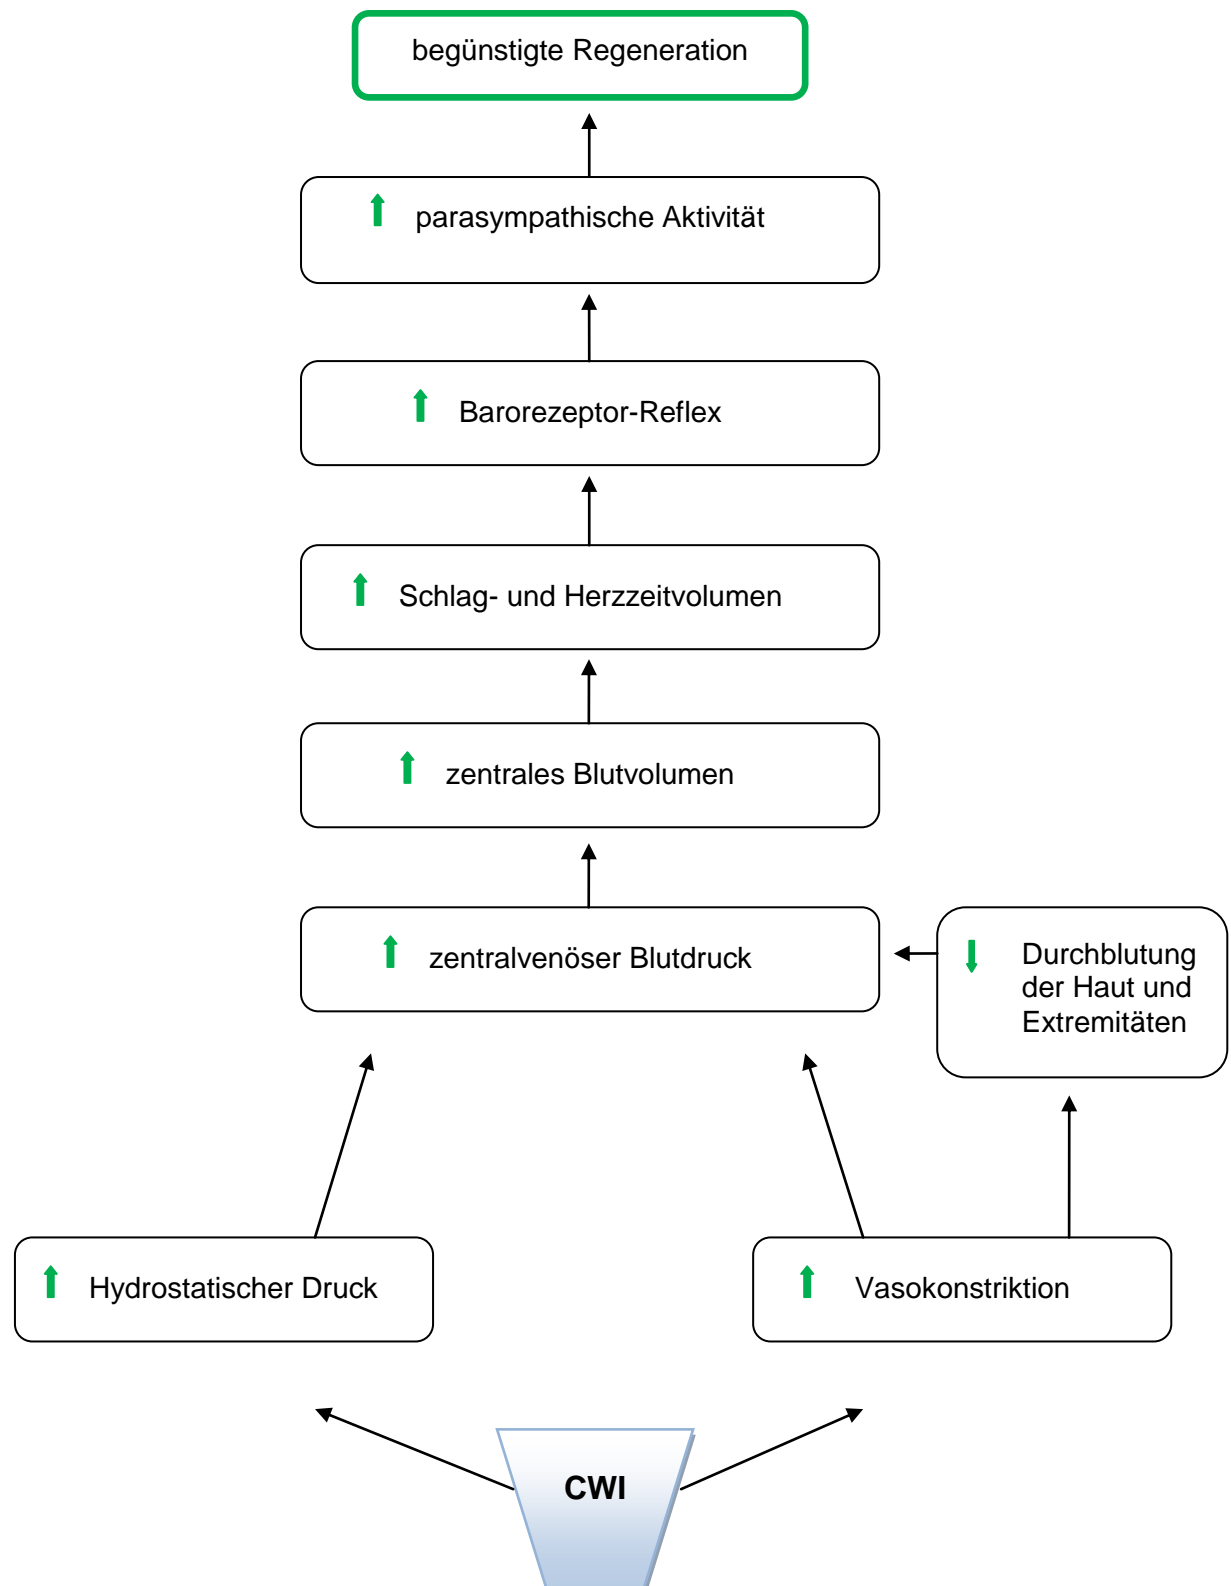 begünstigte Regeneration
parasympathische Aktivität
Barorezeptor-Reflex
Schlag- und Herzzeitvolumen
zentrales Blutvolumen
zentralvenöser Blutdruck
Durchblutung
der Haut und
Extremitäten
Hydrostatischer Druck
Vasokonstriktion
CWI